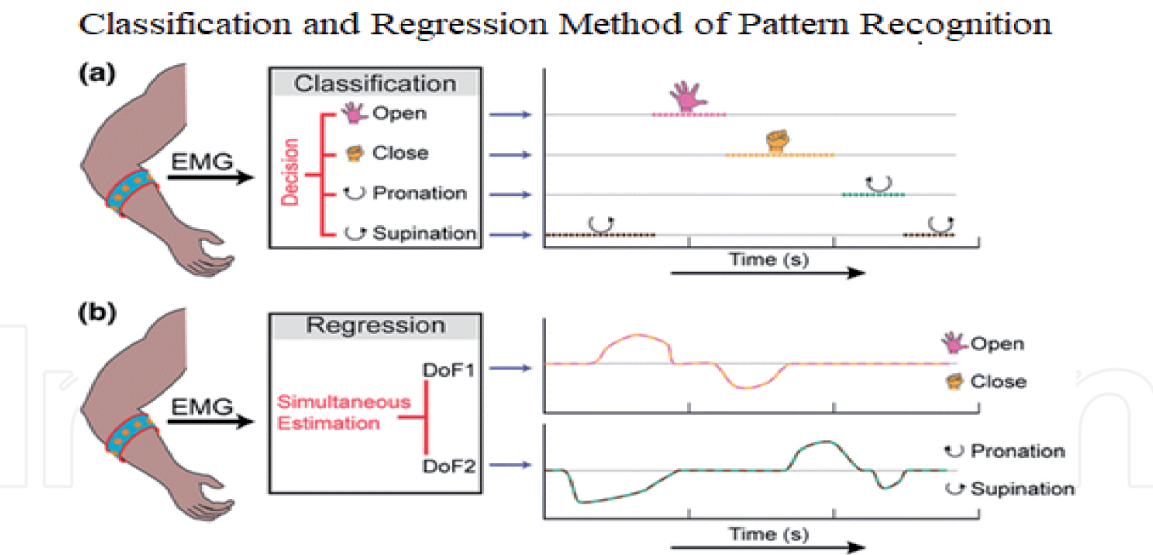 Classification and Regression Method of Pattern Recognition
(a)
EMG
Classification
Decision
Open
Close
Pronation
Supination
Time (s)
(b)
EMG
Regression
DoF1
Simultaneous
Estimation
DoF2
Open
Close
Pronation
Supination
Time (s)